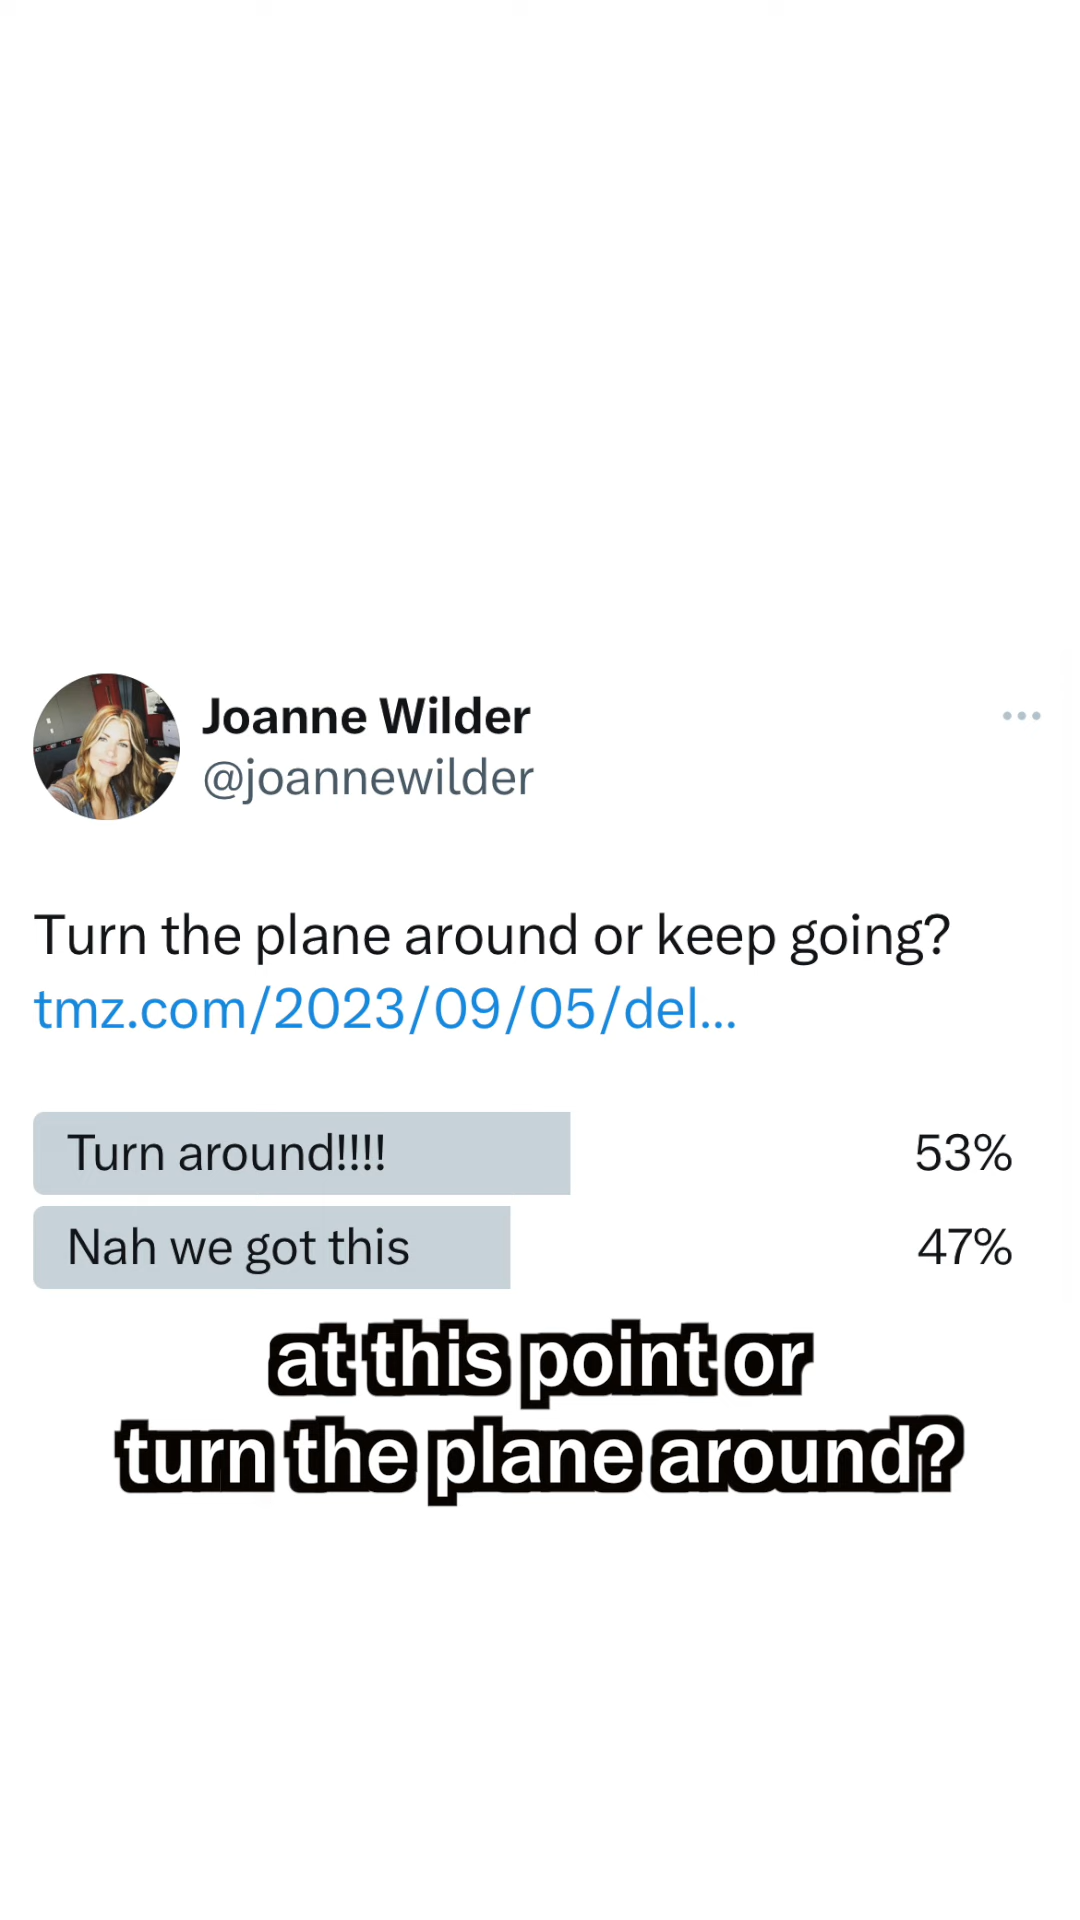 Joanne Wilder
@joannewilder
Turn the plane around or keep going?
tmz.com/2023/09/05/del...
Turn around!!!! 53%
Nah we got this 47%
at this point or
turn the plane around?